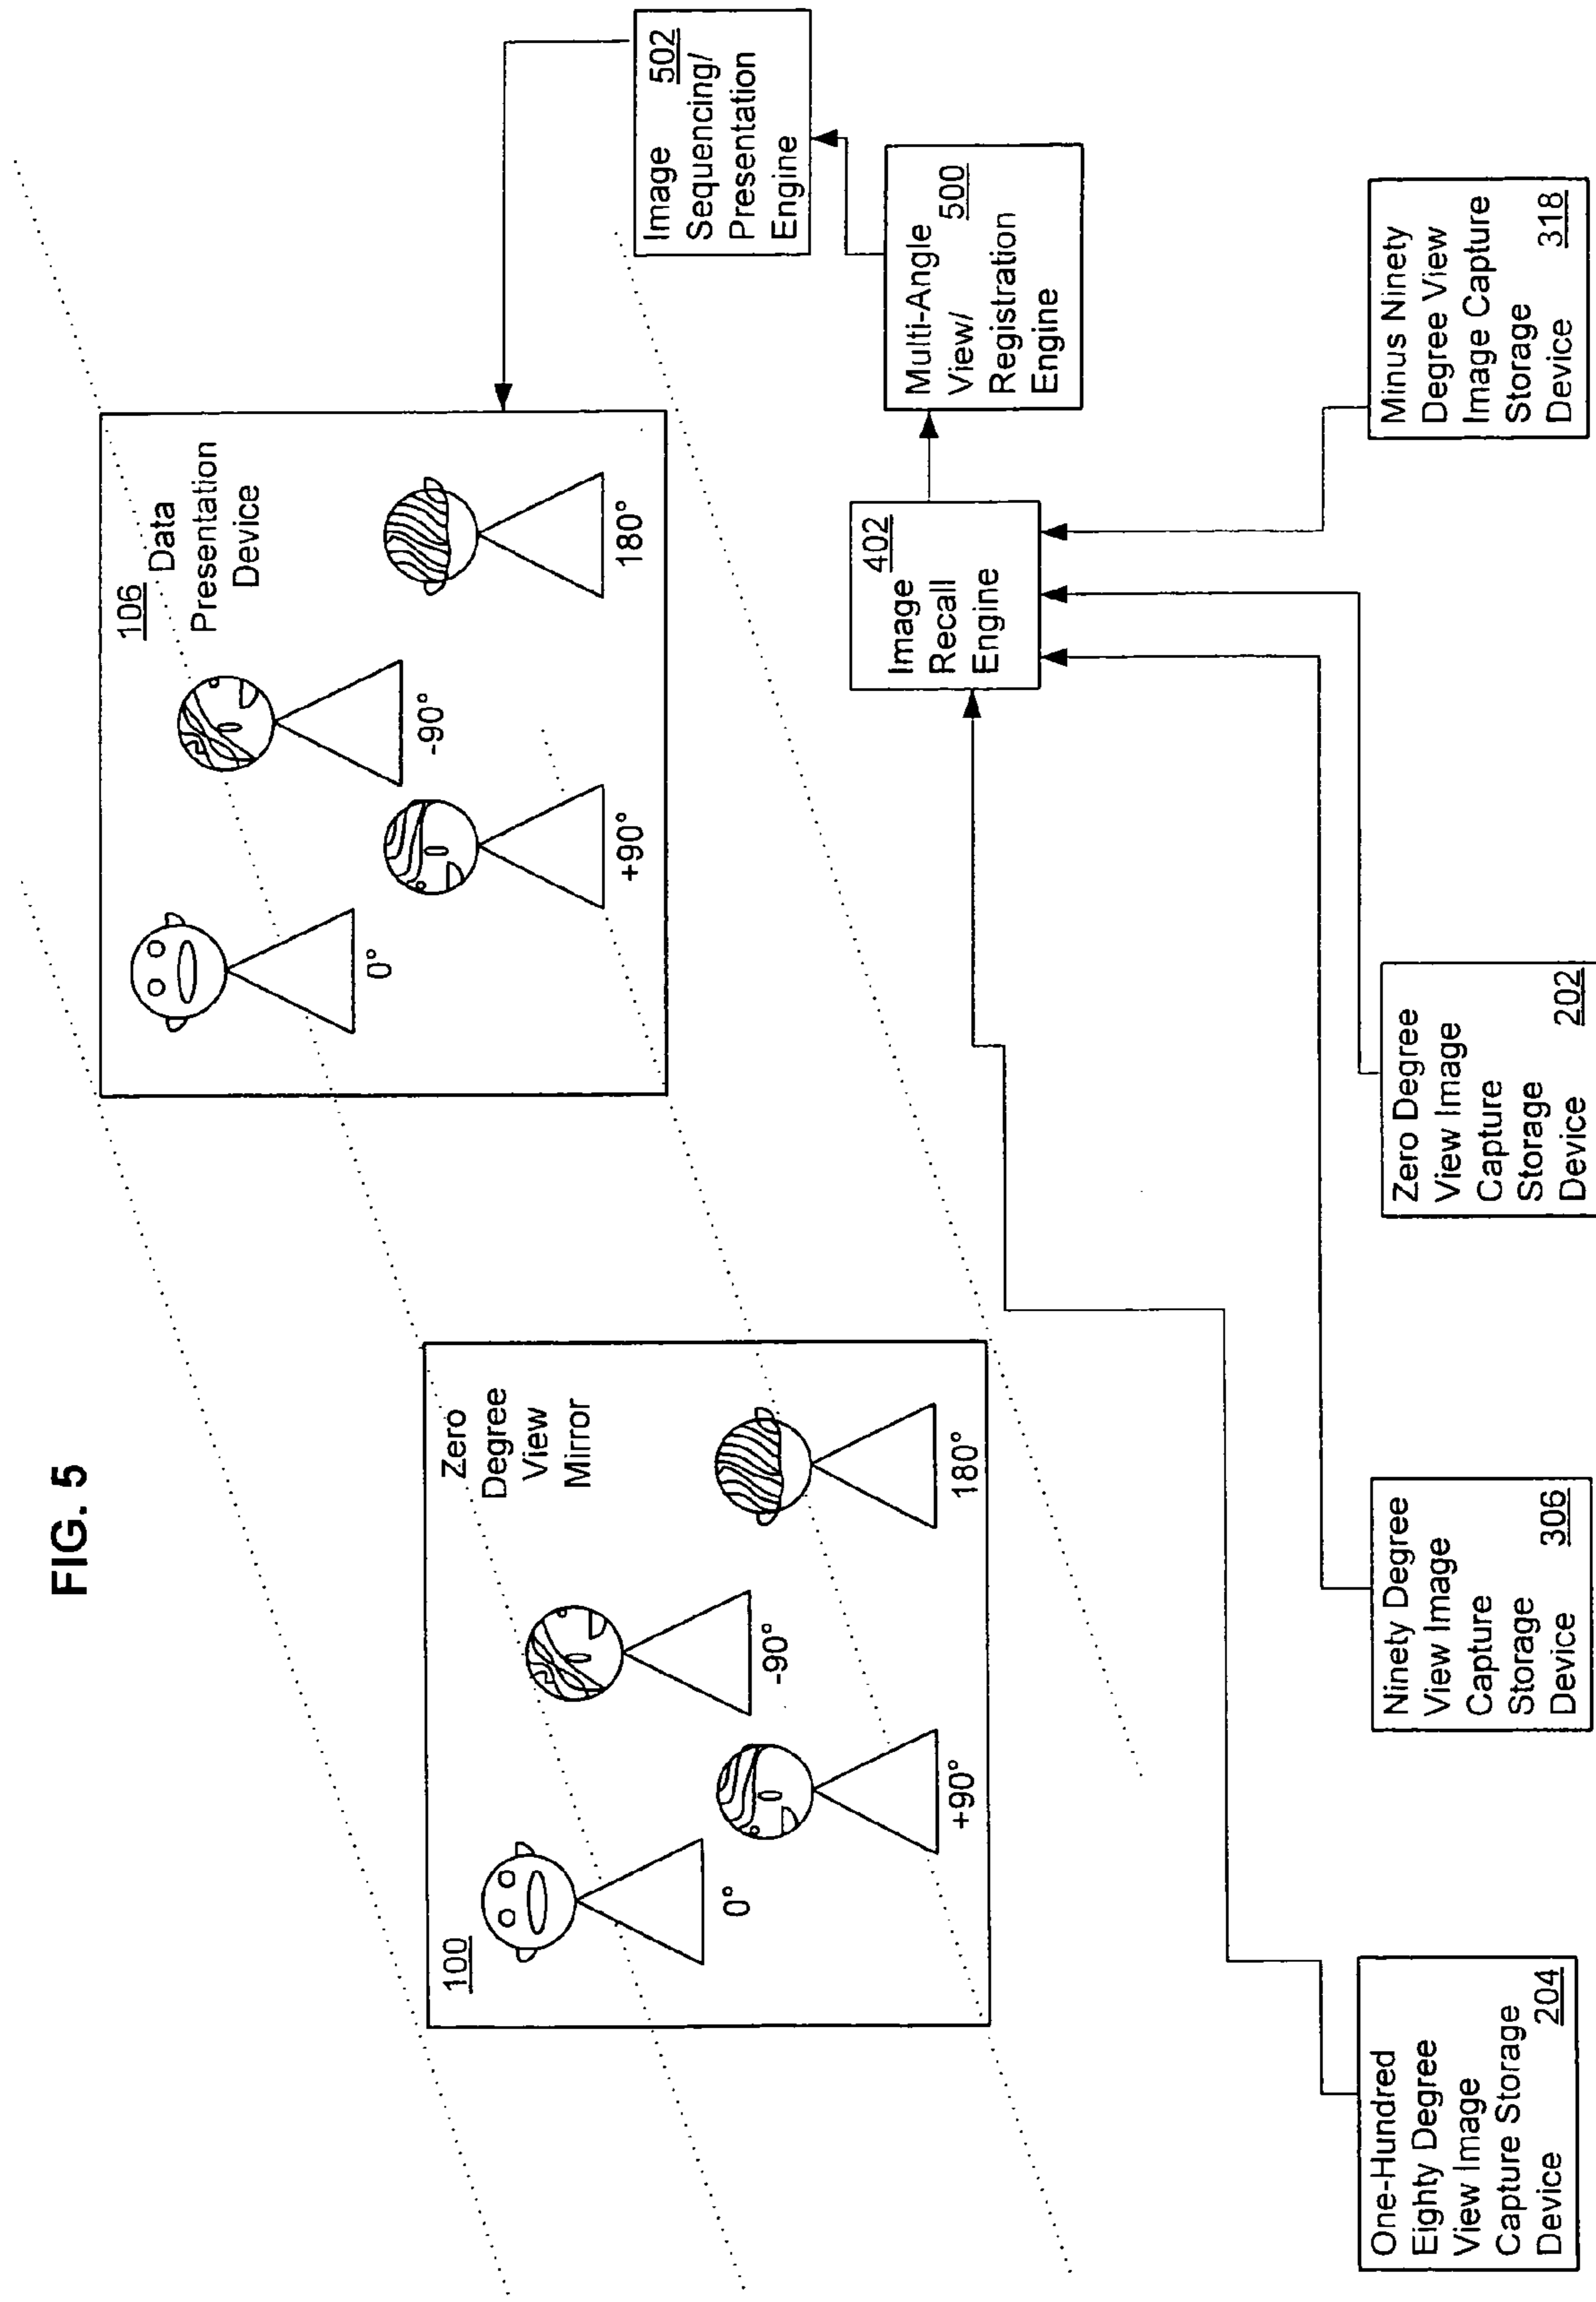 FIG. 5
106 Data
Presentation
Device
0°
-90°
+90°
180°
100
Zero
Degree
View
Mirror
0°
-90°
+90°
180°
Image 502
Sequencing/
Presentation
Engine
Multi-Angle
View/ 500
Registration
Engine
402
Image
Recall
Engine
One-Hundred
Eighty Degree
View Image
Capture Storage
Device 204
Ninety Degree
View Image
Capture
Storage
Device 306
Zero Degree
View Image
Capture
Storage
Device 202
Minus Ninety
Degree View
Image Capture
Storage
Device 318